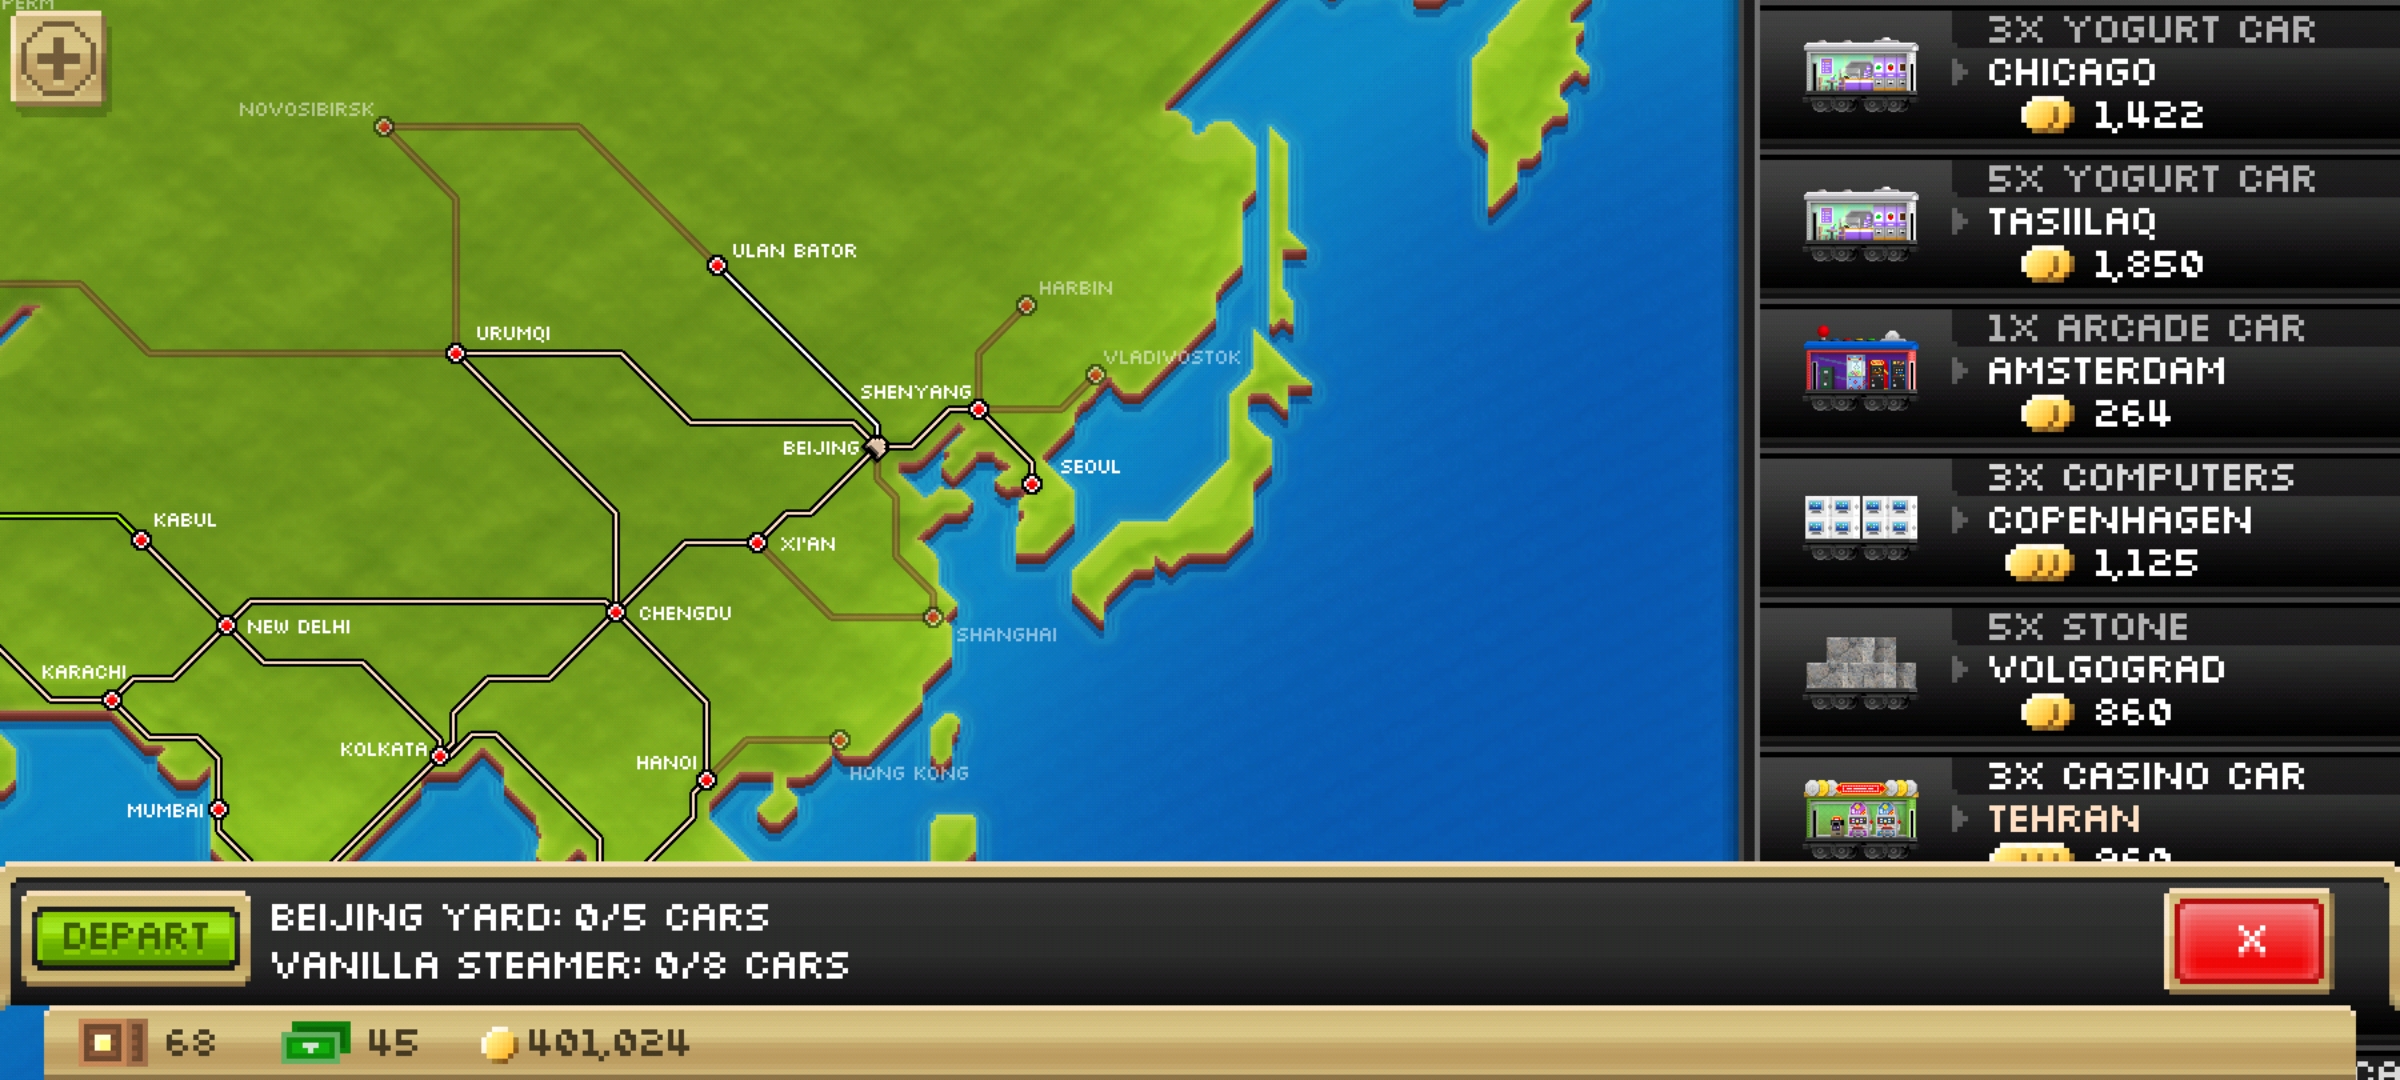 PERM
NOVOSIBIRSK
ULAN BATOR
HARBIN
URUMQI
VLADIVOSTOK
SHENYANG
BEIJING
SEOUL
KABUL
XI'AN
CHENGDU
NEW DELHI
SHANGHAI
KARACHI
KOLKATA
HANOI
HONG KONG
MUMBAI
3X YOGURT CAR
CHICAGO
1,422
5X YOGURT CAR
TASIILAQ
1,850
1X ARCADE CAR
AMSTERDAM
264
3X COMPUTERS
COPENHAGEN
1,125
5X STONE
VOLGOGRAD
860
3X CASINO CAR
TEHRAN
DEPART
BEIJING YARD: 0/5 CARS
VANILLA STEAMER: 0/8 CARS
X
68
45
401,024